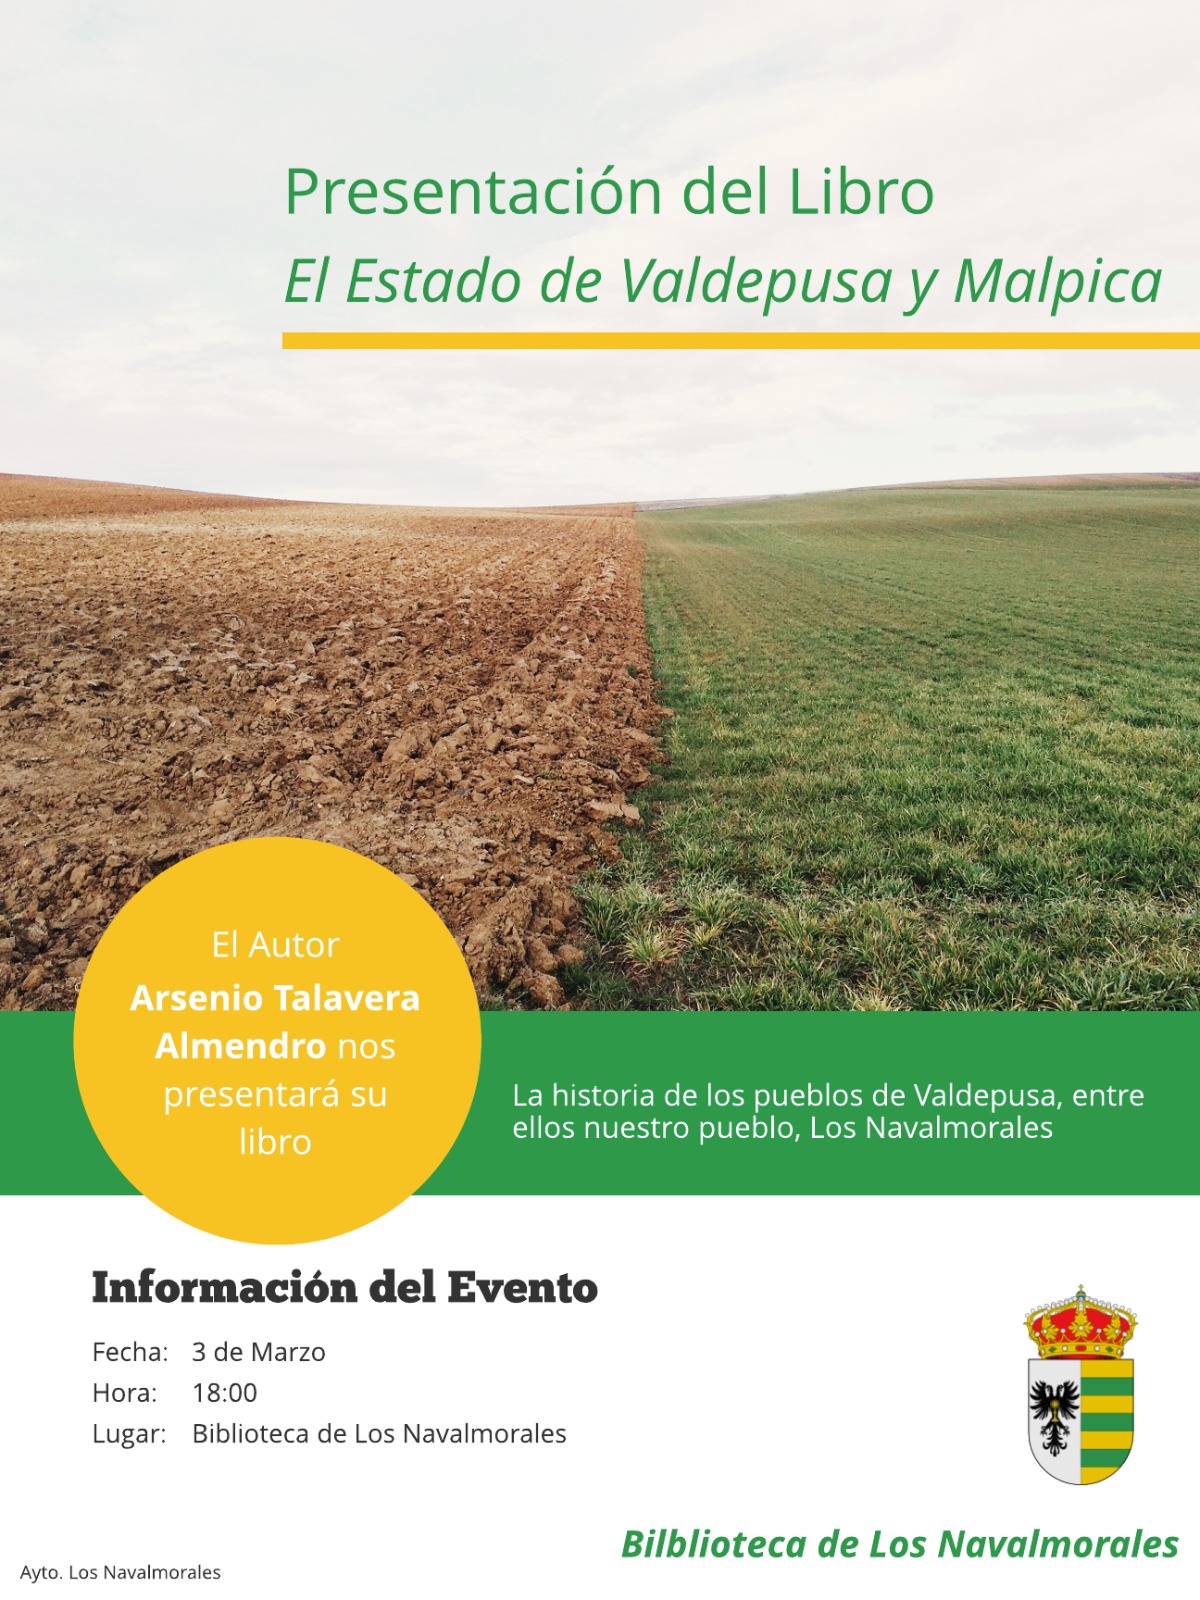 Presentación del Libro
El Estado de Valdepusa y Malpica
El Autor
Arsenio Talavera
Almendro nos
presentará su
libro
La historia de los pueblos de Valdepusa, entre
ellos nuestro pueblo, Los Navalmorales
Información del Evento
Fecha: 3 de Marzo
Hora: 18:00
Lugar: Biblioteca de Los Navalmorales
Bilblioteca de Los Navalmorales
Ayto. Los Navalmorales